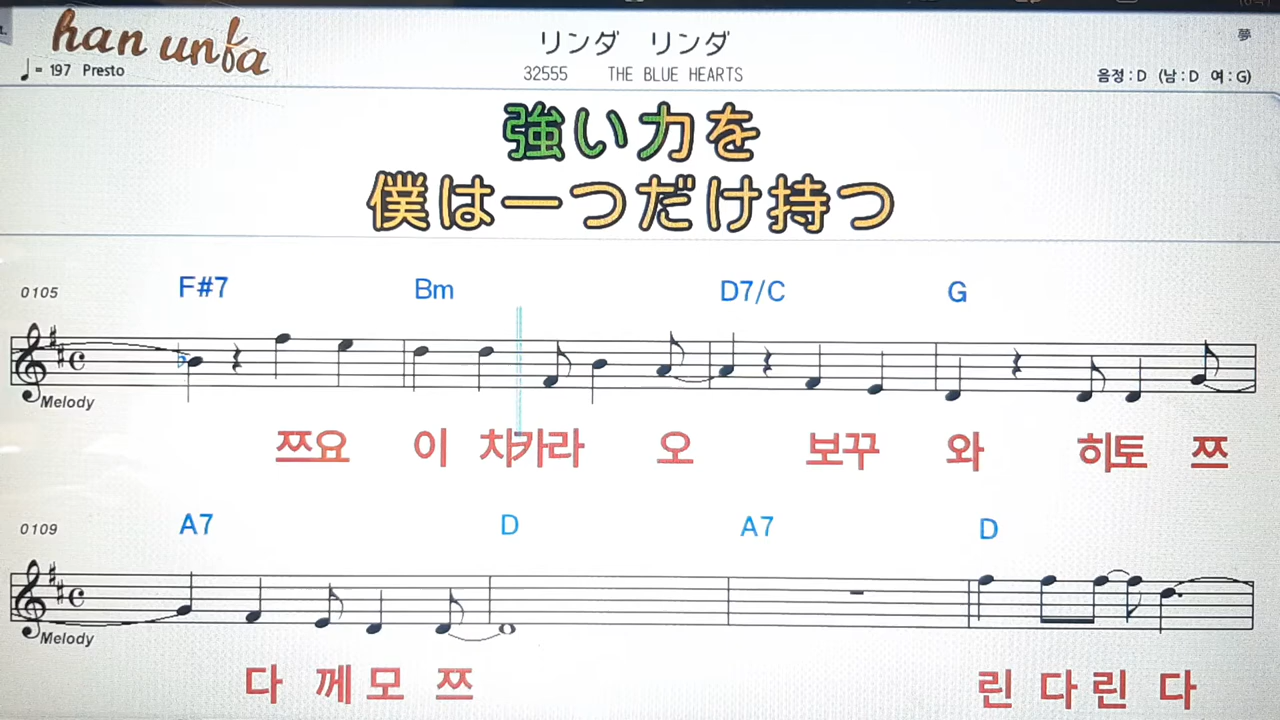 han unfa
リンダ リンダ
夢
♩= 197 Presto
32555 THE BLUE HEARTS
음정 : D (남 : D 여 : G)
強い力を
僕は一つだけ持つ
F#7 Bm D7/C G
0105
Melody
쯔요 이 치카라 오 보꾸 와 히도 쯔
A7 D A7 D
0109
Melody
다 께 모 쯔 린 다 린 다